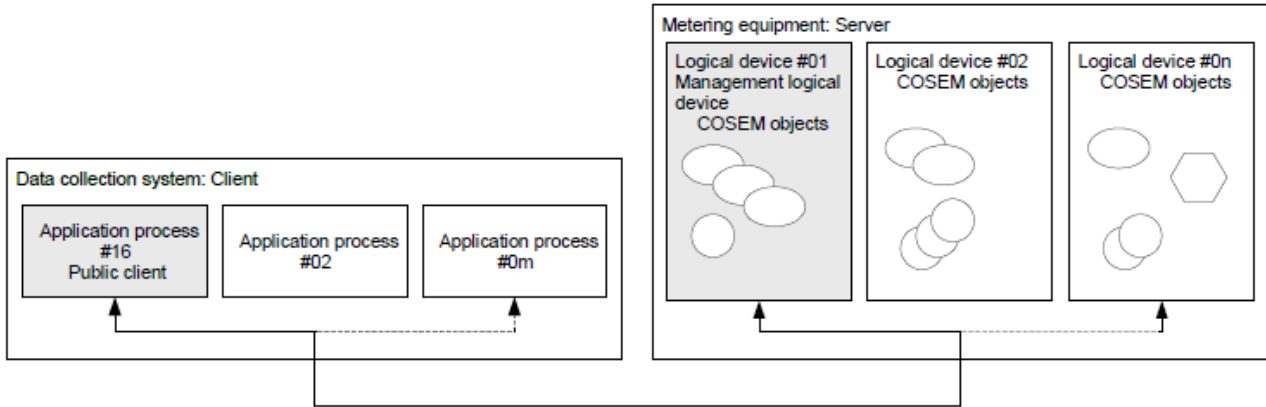 Metering equipment: Server
Logical device #01
Management logical
device
COSEM objects
Logical device #02
COSEM objects
Logical device #0n
COSEM objects
Data collection system: Client
Application process
#16
Public client
Application process
#02
Application process
#0m